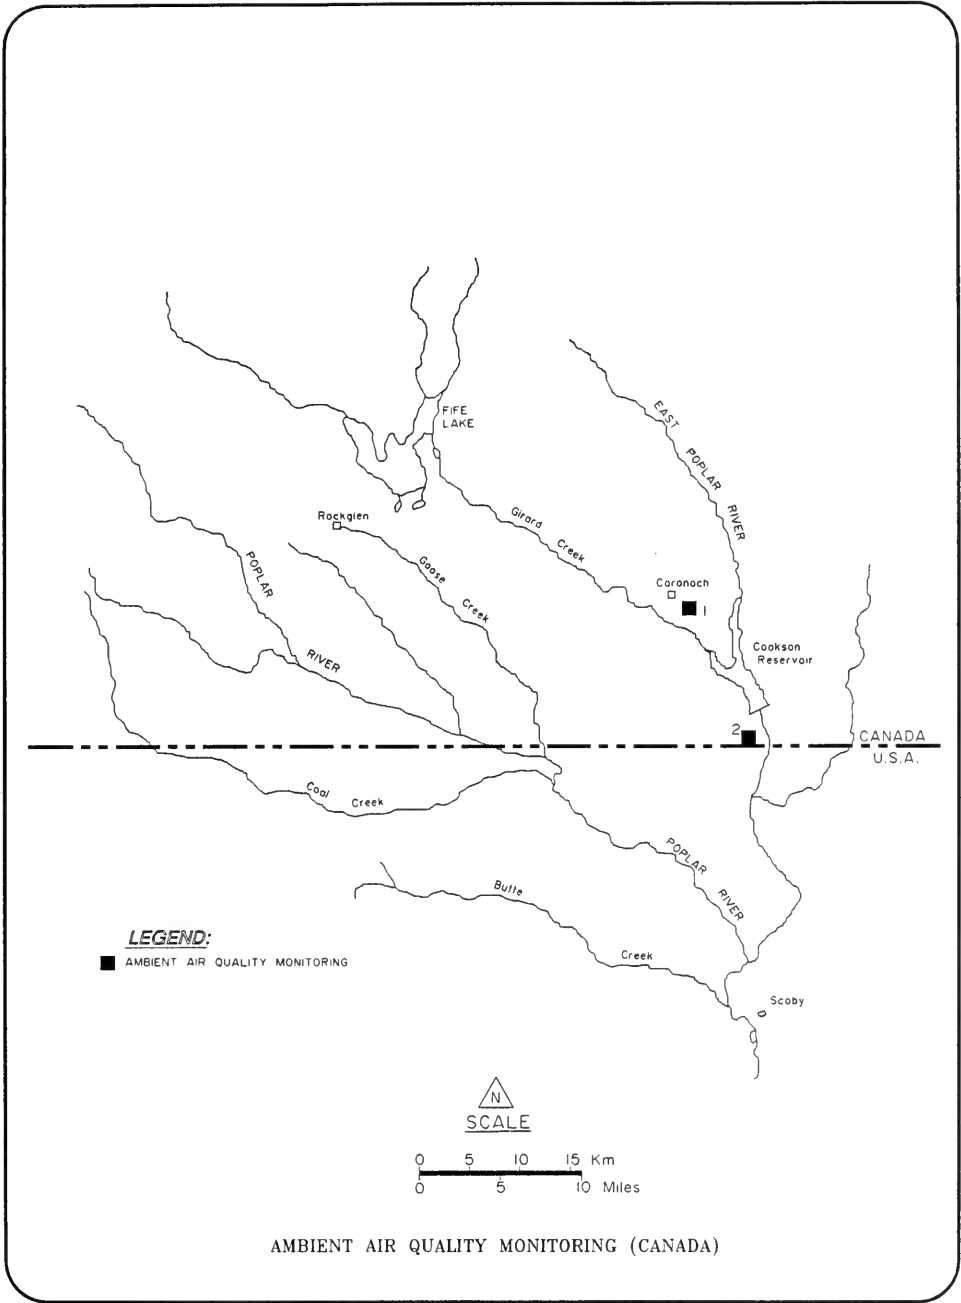 FIFE
LAKE
EAST
POPLAR
RIVER
Rockglen
Girard
Creek
POPLAR
RIVER
Goose
Creek
Coronach
1
Cookson
Reservoir
2
CANADA
U.S.A.
Coal
Creek
POPLAR
RIVER
Butte
Creek
LEGEND:
AMBIENT AIR QUALITY MONITORING
Scoby
N
SCALE
0 5 10 15 Km
0 5 10 Miles
AMBIENT AIR QUALITY MONITORING (CANADA)